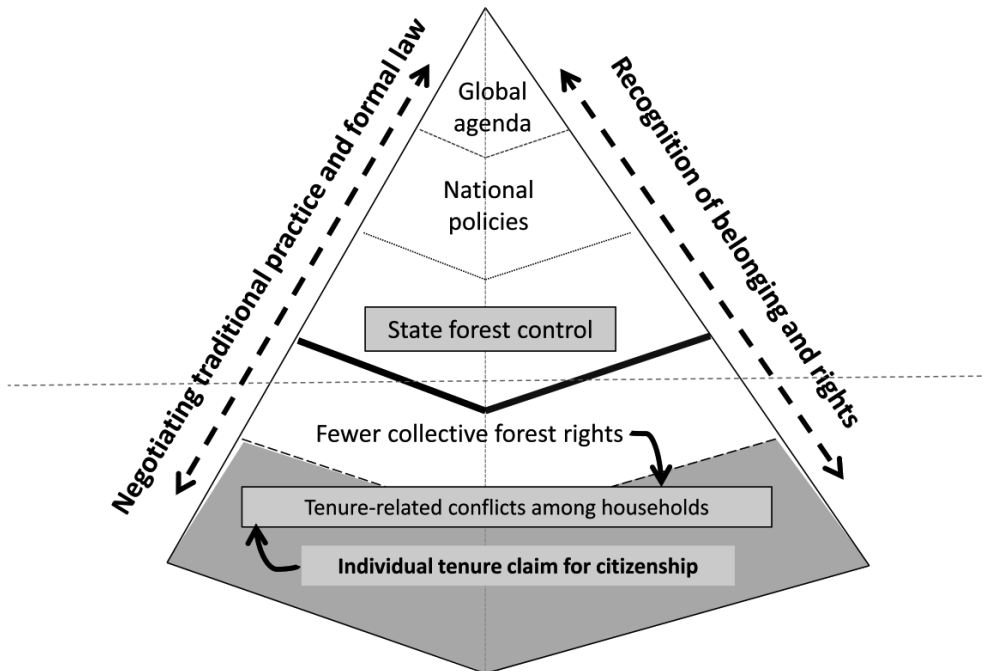 Negotiating traditional practice and formal law
Recognition of belonging and rights
Global
agenda
National
policies
State forest control
Fewer collective forest rights
Tenure-related conflicts among households
Individual tenure claim for citizenship